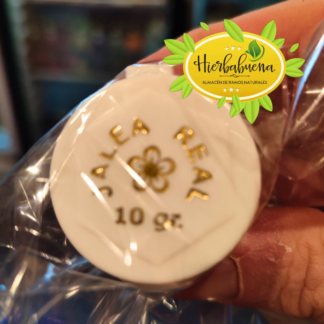 Hierbabuena
ALMACÉN DE RAMOS NATURALES
JALEA REAL
10 gr.